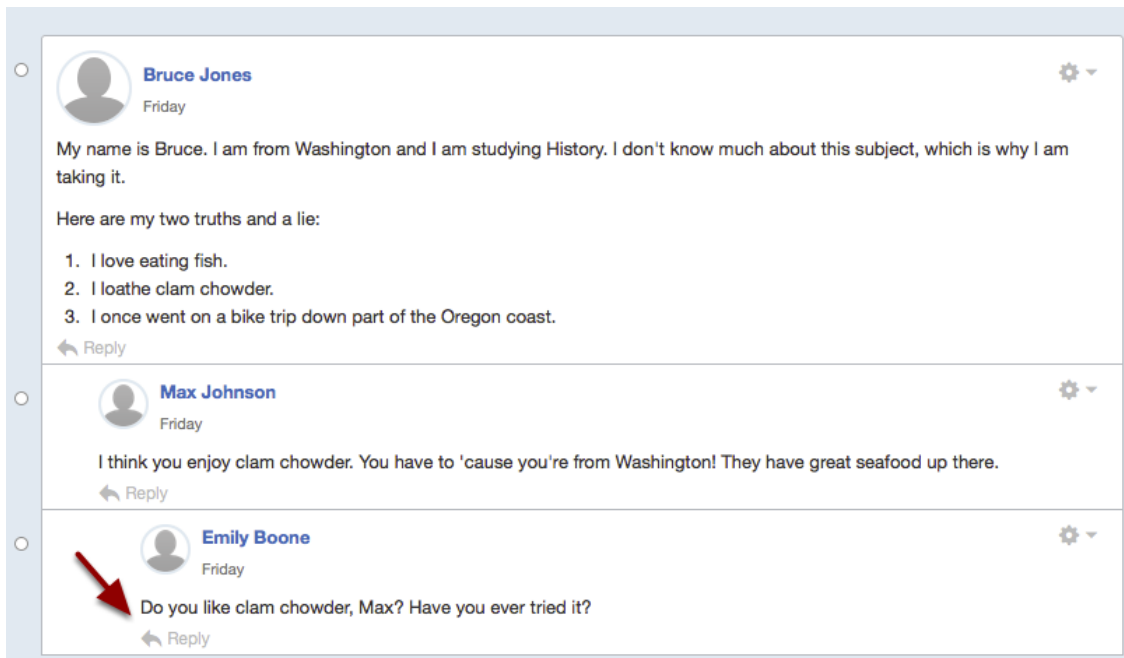 Bruce Jones
Friday
My name is Bruce. I am from Washington and I am studying History. I don't know much about this subject, which is why I am
taking it.
Here are my two truths and a lie:
1. I love eating fish.
2. I loathe clam chowder.
3. I once went on a bike trip down part of the Oregon coast.
Reply
Max Johnson
Friday
I think you enjoy clam chowder. You have to 'cause you're from Washington! They have great seafood up there.
Reply
Emily Boone
Friday
Do you like clam chowder, Max? Have you ever tried it?
Reply